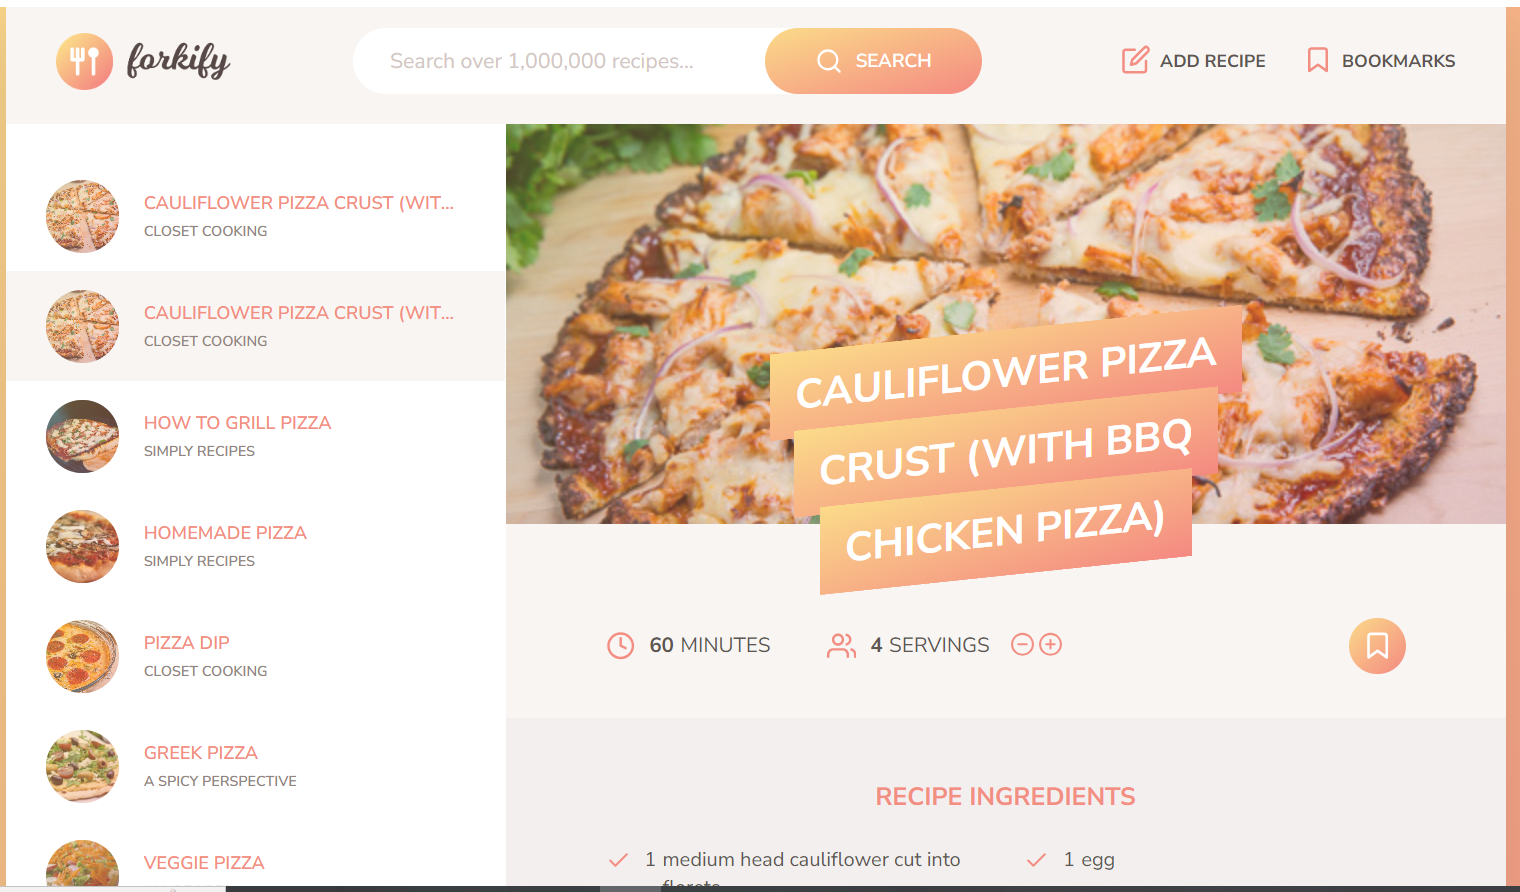 forkify
Search over 1,000,000 recipes...
SEARCH
ADD RECIPE
BOOKMARKS
CAULIFLOWER PIZZA CRUST (WIT...
CLOSET COOKING
CAULIFLOWER PIZZA CRUST (WIT...
CLOSET COOKING
HOW TO GRILL PIZZA
SIMPLY RECIPES
HOMEMADE PIZZA
SIMPLY RECIPES
PIZZA DIP
CLOSET COOKING
GREEK PIZZA
A SPICY PERSPECTIVE
VEGGIE PIZZA
CAULIFLOWER PIZZA
CRUST (WITH BBQ
CHICKEN PIZZA)
60 MINUTES
4 SERVINGS
RECIPE INGREDIENTS
1 medium head cauliflower cut into
florets
1 egg